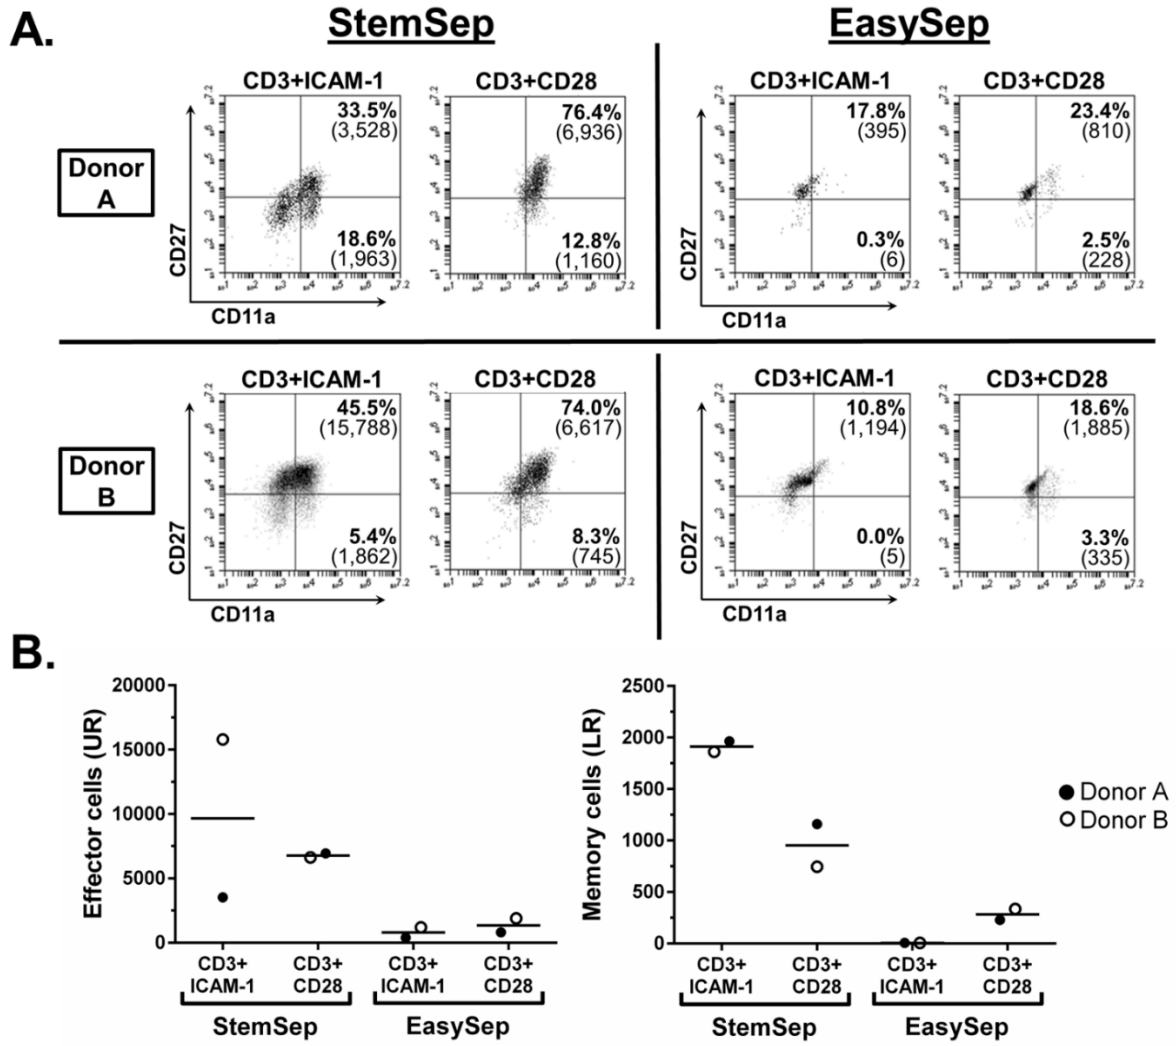 A.
StemSep
EasySep
CD3+ICAM-1
CD3+CD28
CD3+ICAM-1
CD3+CD28
Donor
A
33.5%
(3,528)
18.6%
(1,963)
76.4%
(6,936)
12.8%
(1,160)
17.8%
(395)
0.3%
(6)
23.4%
(810)
2.5%
(228)
CD27
CD11a
CD27
CD11a
CD3+ICAM-1
CD3+CD28
CD3+ICAM-1
CD3+CD28
Donor
B
45.5%
(15,788)
5.4%
(1,862)
74.0%
(6,617)
8.3%
(745)
10.8%
(1,194)
0.0%
(5)
18.6%
(1,885)
3.3%
(335)
CD27
CD11a
CD27
CD11a
B.
Effector cells (UR)
20000
15000
10000
5000
0
CD3+ CD3+ CD3+ CD3+
ICAM-1 CD28 ICAM-1 CD28
StemSep EasySep
Memory cells (LR)
2500
2000
1500
1000
500
0
CD3+ CD3+ CD3+ CD3+
ICAM-1 CD28 ICAM-1 CD28
StemSep EasySep
Donor A
Donor B